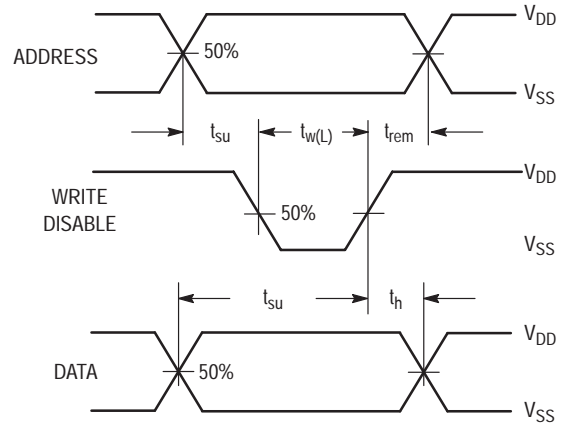 V_DD
ADDRESS
50%
V_SS
t_su
t_w(L)
t_rem
V_DD
WRITE
DISABLE
50%
V_SS
t_su
t_h
V_DD
DATA
50%
V_SS